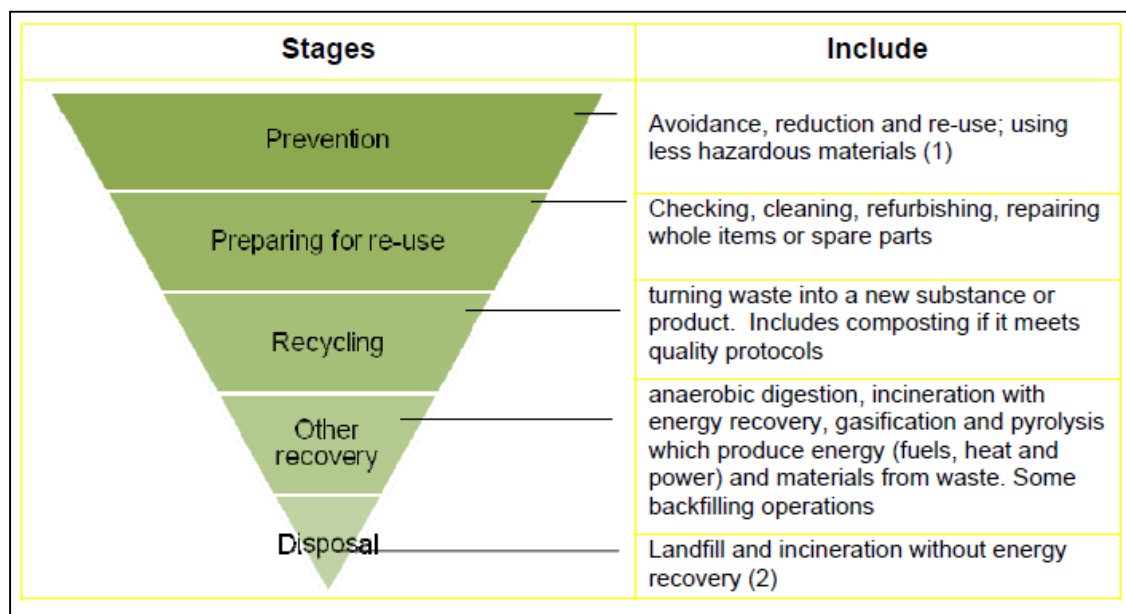 Stages
Include
Prevention
Avoidance, reduction and re-use; using
less hazardous materials (1)
Preparing for re-use
Checking, cleaning, refurbishing, repairing
whole items or spare parts
Recycling
turning waste into a new substance or
product.  Includes composting if it meets
quality protocols
Other
recovery
anaerobic digestion, incineration with
energy recovery, gasification and pyrolysis
which produce energy (fuels, heat and
power) and materials from waste. Some
backfilling operations
Disposal
Landfill and incineration without energy
recovery (2)